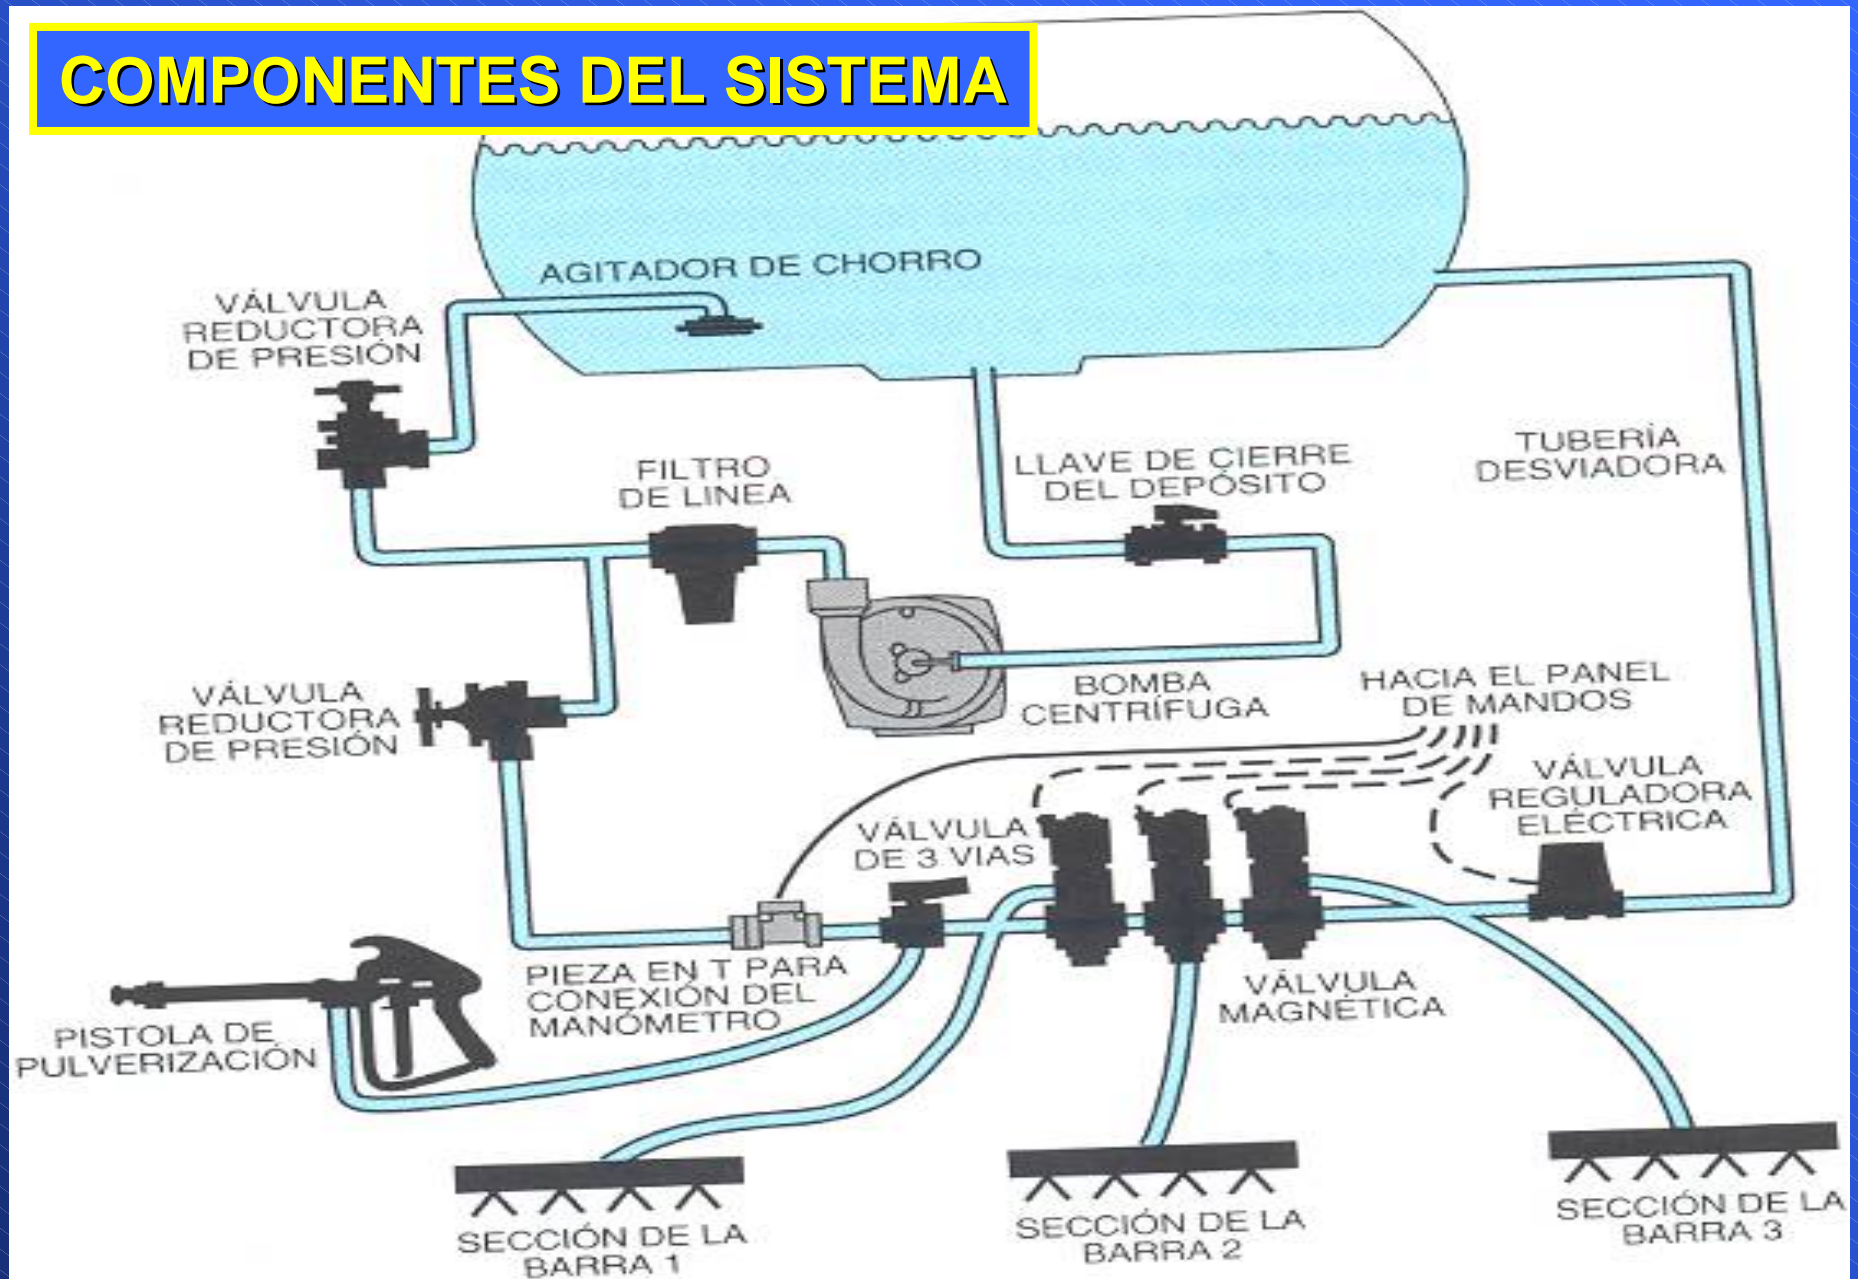 COMPONENTES DEL SISTEMA
AGITADOR DE CHORRO
VÁLVULA
REDUCTORA
DE PRESIÓN
FILTRO
DE LINEA
LLAVE DE CIERRE
DEL DEPÓSITO
TUBERÍA
DESVIADORA
VÁLVULA
REDUCTORA
DE PRESIÓN
BOMBA
CENTRÍFUGA
HACIA EL PANEL
DE MANDOS
VÁLVULA
REGULADORA
ELÉCTRICA
VÁLVULA
DE 3 VIAS
PIEZA EN T PARA
CONEXIÓN DEL
MANÓMETRO
VÁLVULA
MAGNÉTICA
PISTOLA DE
PULVERIZACIÓN
SECCIÓN DE LA
BARRA 1
SECCIÓN DE LA
BARRA 2
SECCIÓN DE LA
BARRA 3